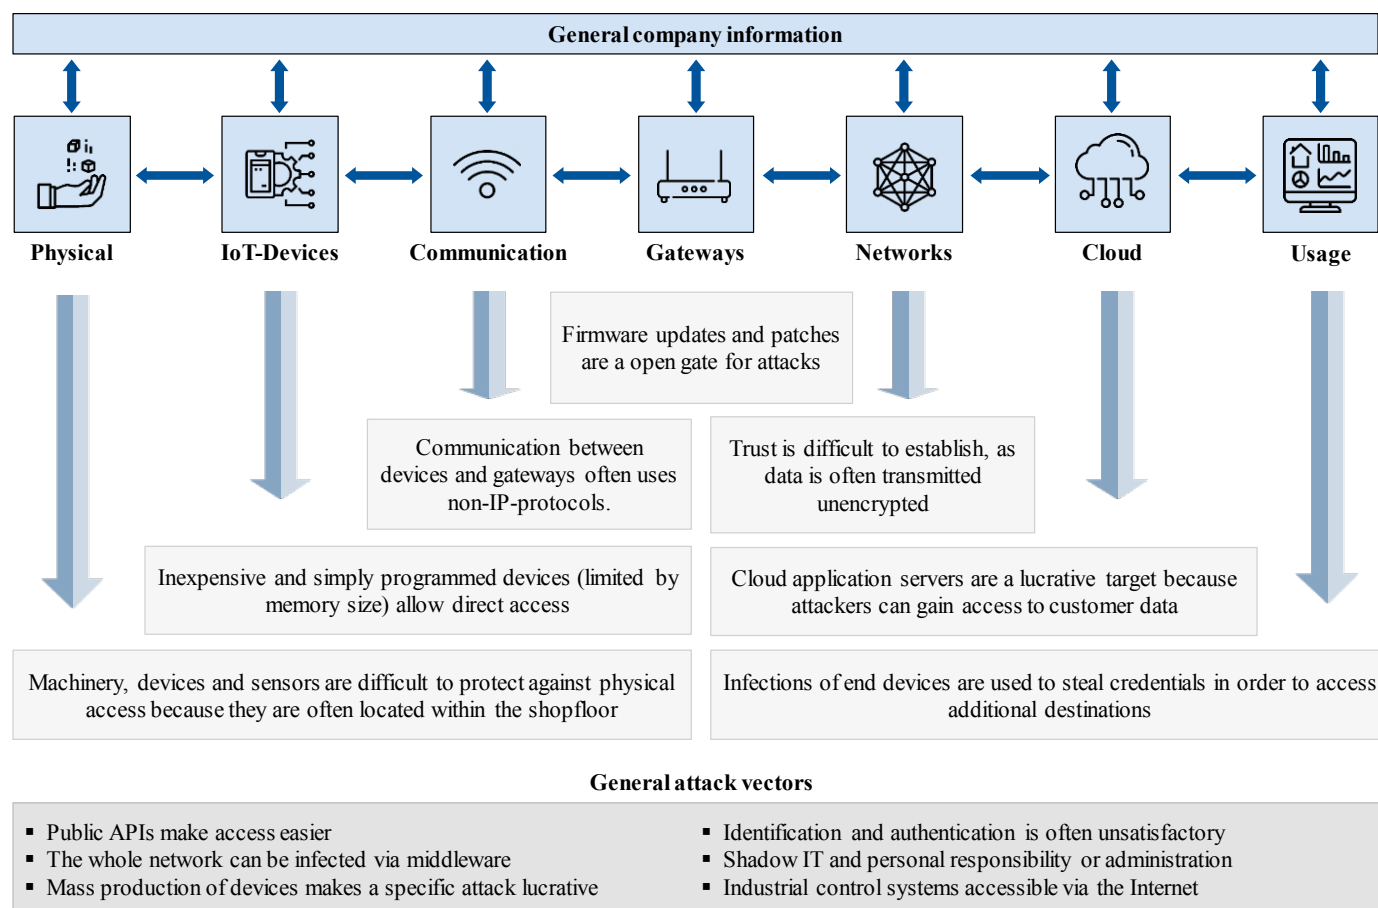 General company information
Physical
IoT-Devices
Communication
Gateways
Networks
Cloud
Usage
Firmware updates and patches
are a open gate for attacks
Communication between
devices and gateways often uses
non-IP-protocols.
Trust is difficult to establish, as
data is often transmitted
unencrypted
Inexpensive and simply programmed devices (limited by
memory size) allow direct access
Cloud application servers are a lucrative target because
attackers can gain access to customer data
Machinery, devices and sensors are difficult to protect against physical
access because they are often located within the shopfloor
Infections of end devices are used to steal credentials in order to access
additional destinations
General attack vectors
▪ Public APIs make access easier
▪ The whole network can be infected via middleware
▪ Mass production of devices makes a specific attack lucrative
▪ Identification and authentication is often unsatisfactory
▪ Shadow IT and personal responsibility or administration
▪ Industrial control systems accessible via the Internet